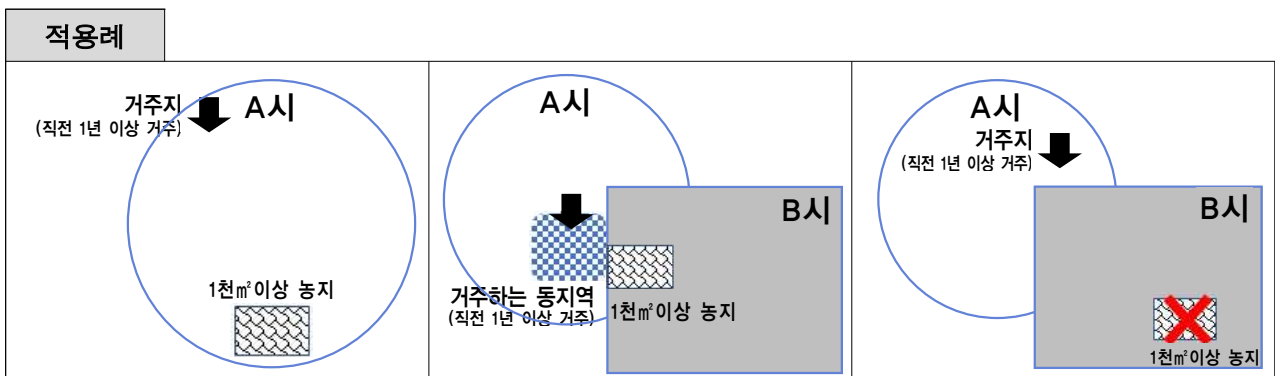 적용례
거주지
(직전 1년 이상 거주)
A시
1천㎡이상 농지
A시
B시
거주하는 동지역
(직전 1년 이상 거주)
1천㎡이상 농지
A시
거주지
(직전 1년 이상 거주)
B시
1천㎡이상 농지